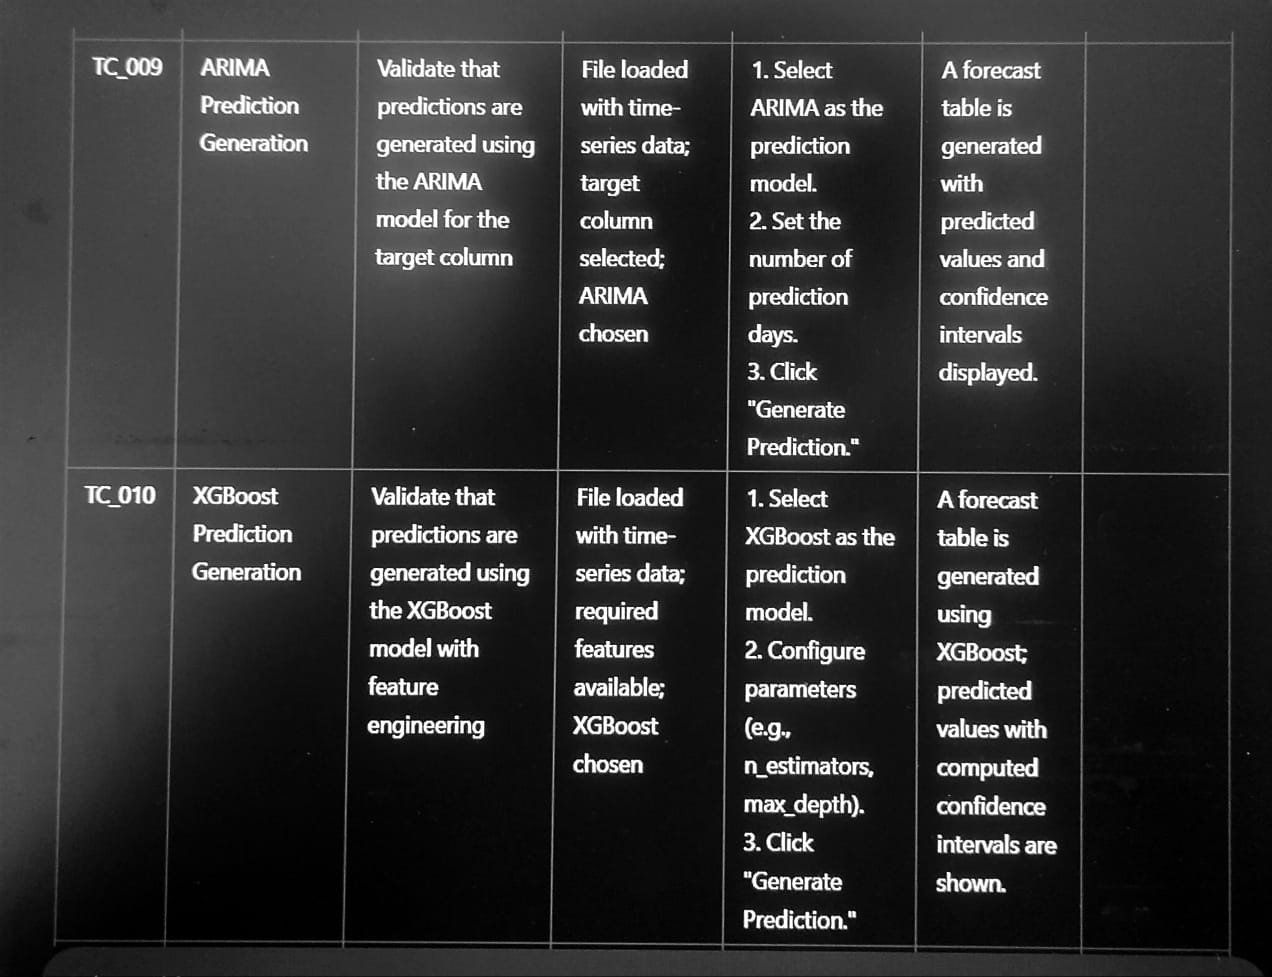 TC_009
ARIMA
Prediction
Generation
Validate that
predictions are
generated using
the ARIMA
model for the
target column
File loaded
with time-
series data;
target
column
selected;
ARIMA
chosen
1. Select
ARIMA as the
prediction
model.
2. Set the
number of
prediction
days.
3. Click
"Generate
Prediction."
A forecast
table is
generated
with
predicted
values and
confidence
intervals
displayed.
TC_010
XGBoost
Prediction
Generation
Validate that
predictions are
generated using
the XGBoost
model with
feature
engineering
File loaded
with time-
series data;
required
features
available;
XGBoost
chosen
1. Select
XGBoost as the
prediction
model.
2. Configure
parameters
(e.g.,
n_estimators,
max_depth).
3. Click
"Generate
Prediction."
A forecast
table is
generated
using
XGBoost;
predicted
values with
computed
confidence
intervals are
shown.